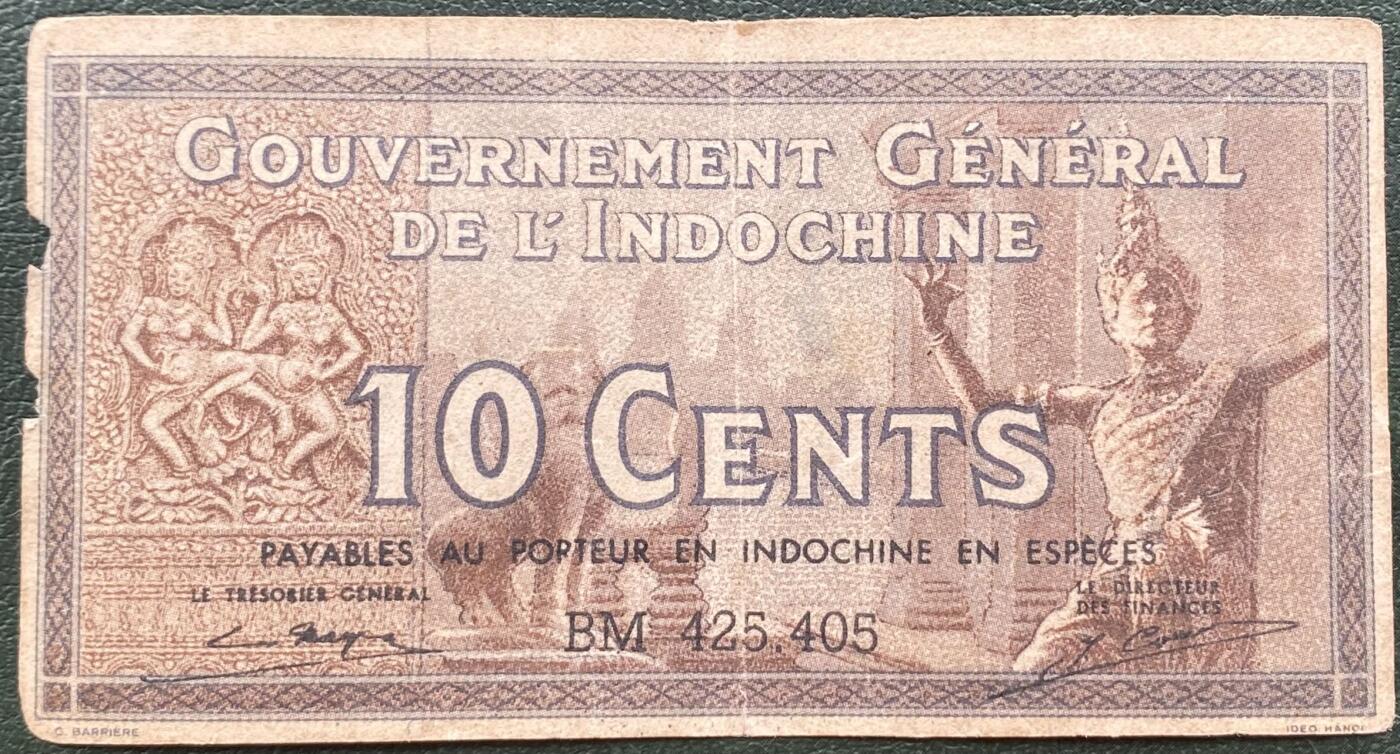 GOUVERNEMENT GÉNÉRAL
DE L'INDOCHINE
10 CENTS
PAYABLES AU PORTEUR EN INDOCHINE EN ESPÈCES
LE TRÉSORIER GÉNÉRAL
LE DIRECTEUR
DES FINANCES
BM 425.405
C. BARRIÈRE
IDEO. HANOI